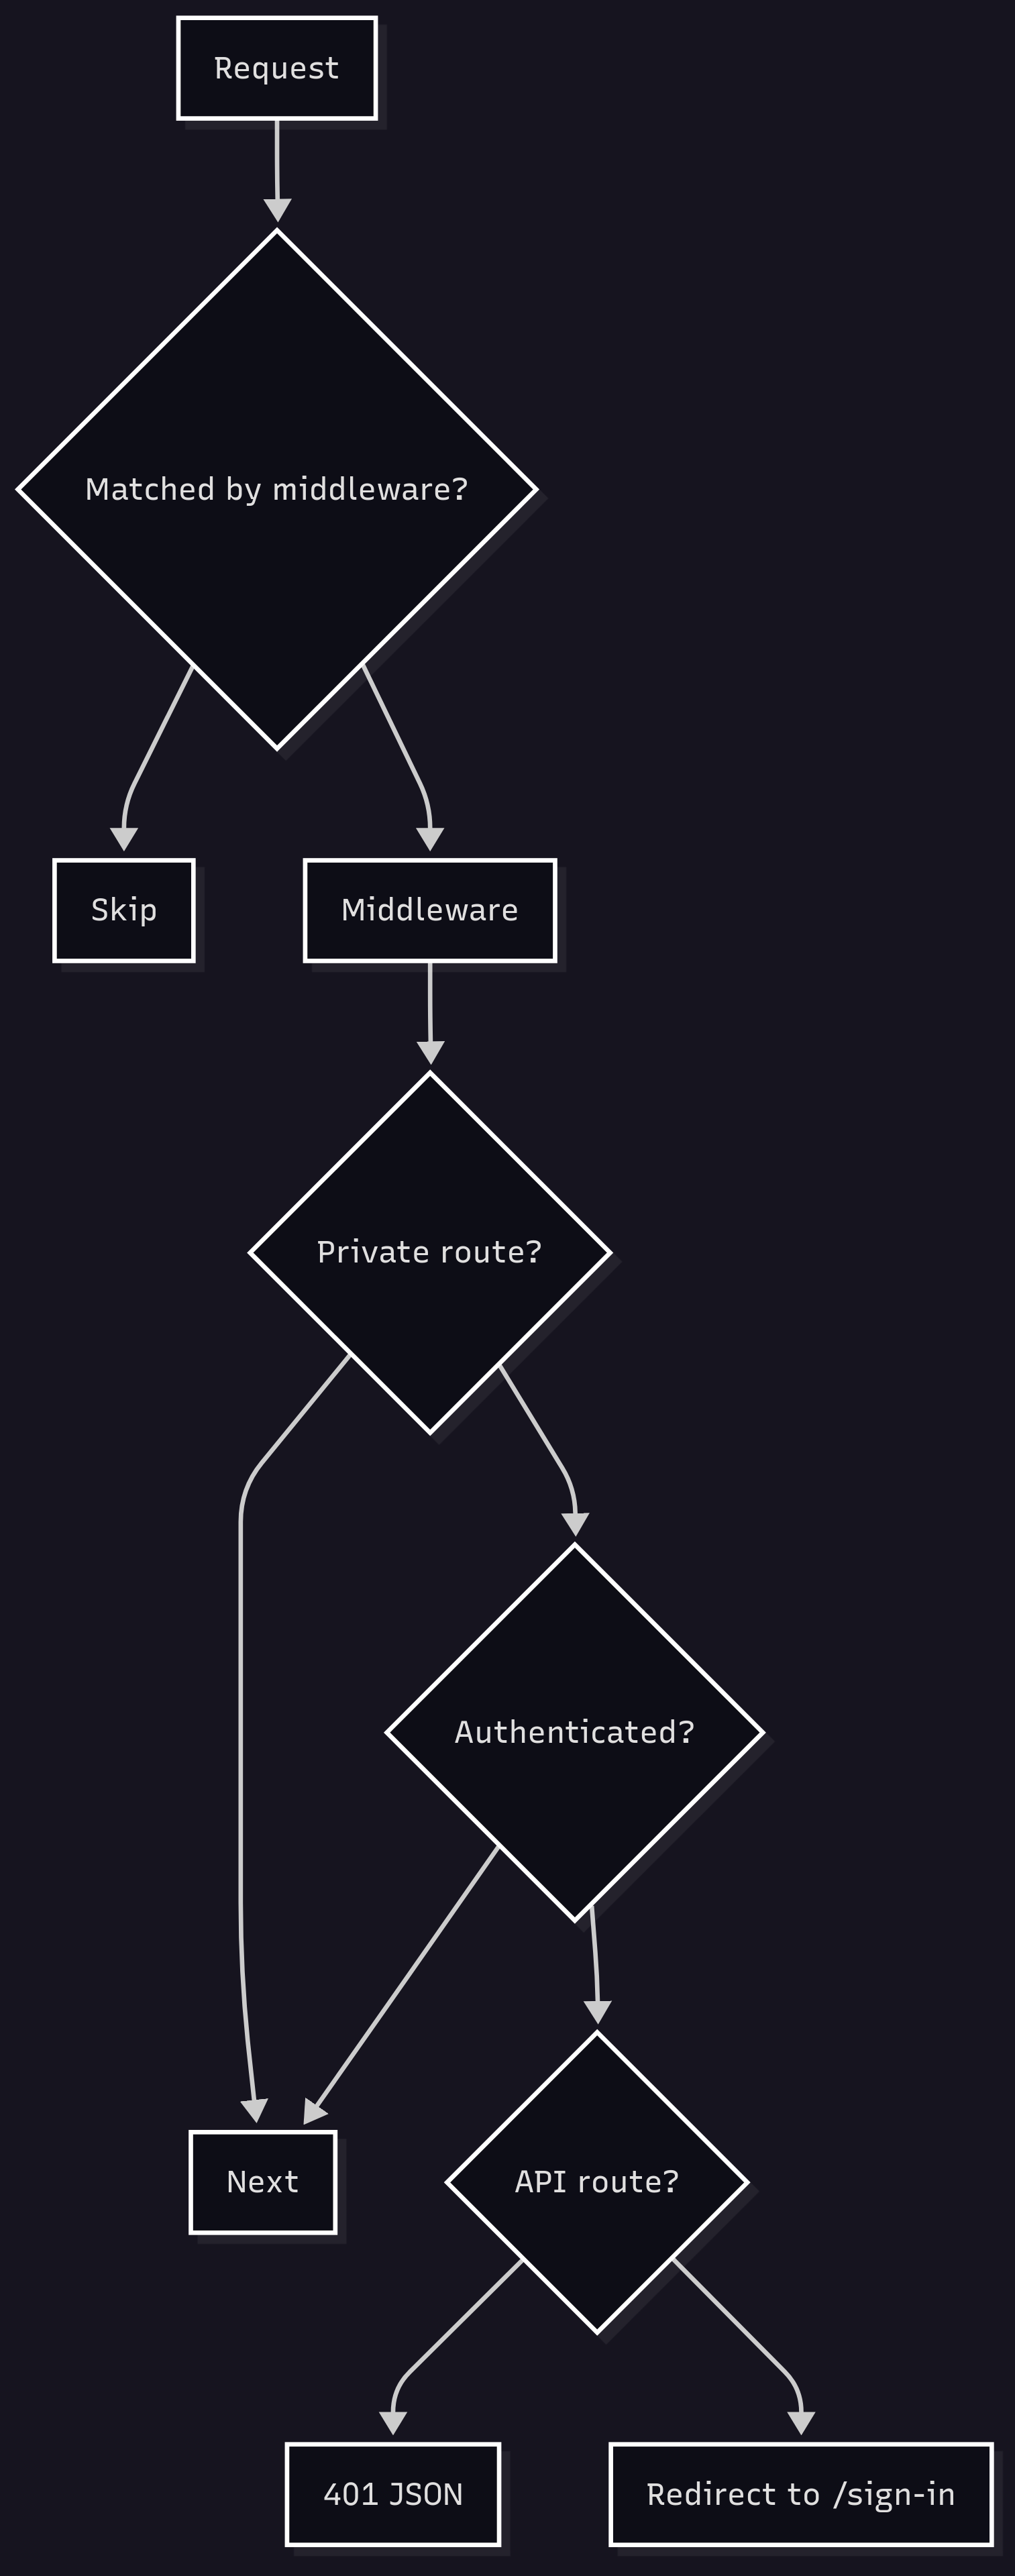 Request
Matched by middleware?
Skip
Middleware
Private route?
Authenticated?
Next
API route?
401 JSON
Redirect to /sign-in